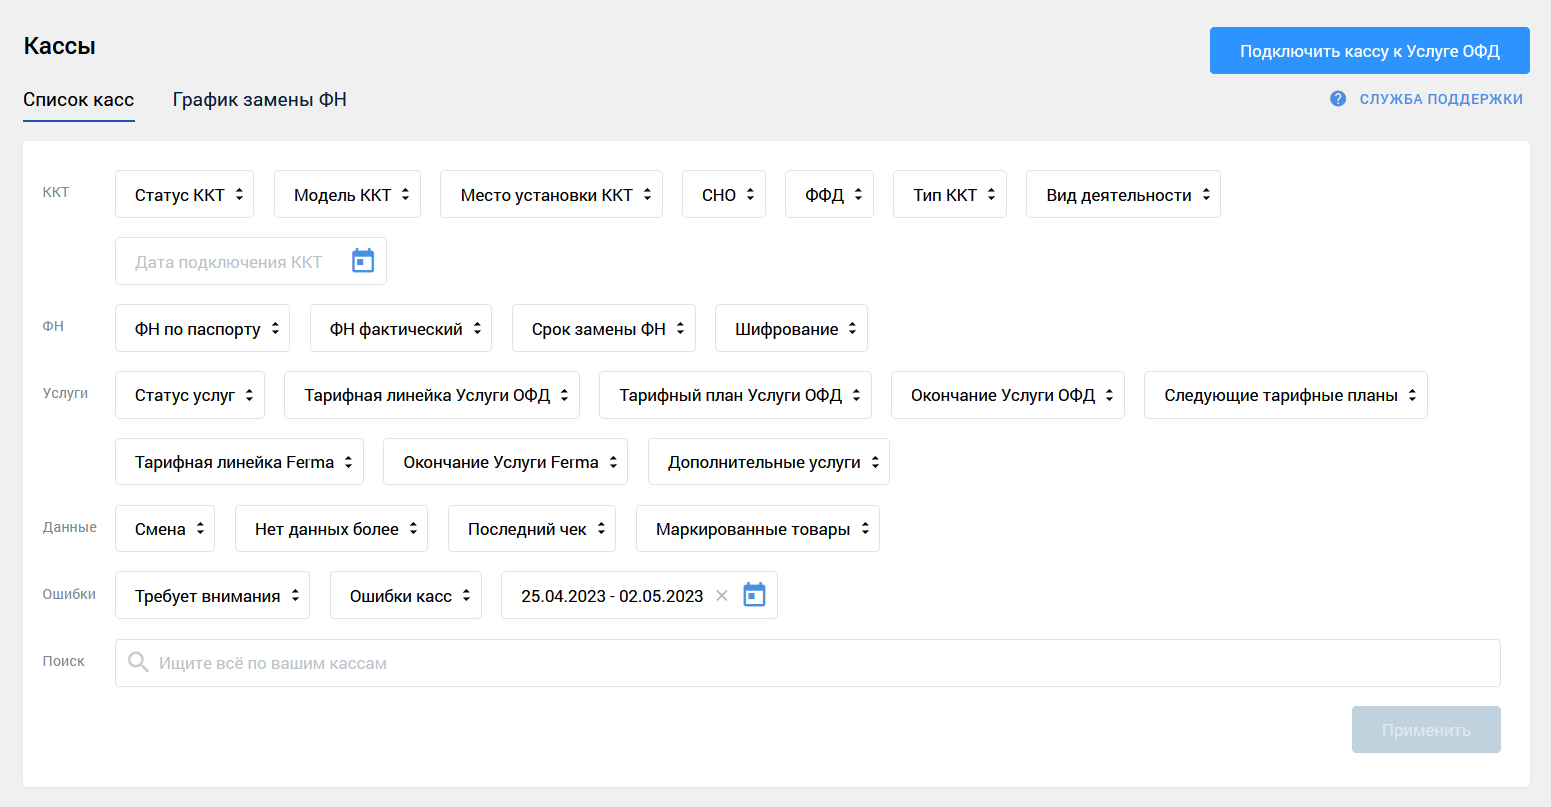 Кассы
Подключить кассу к Услуге ОФД
Список касс График замены ФН
СЛУЖБА ПОДДЕРЖКИ
ККТ Статус ККТ Модель ККТ Место установки ККТ СНО ФФД Тип ККТ Вид деятельности
Дата подключения ККТ
ФН ФН по паспорту ФН фактический Срок замены ФН Шифрование
Услуги Статус услуг Тарифная линейка Услуги ОФД Тарифный план Услуги ОФД Окончание Услуги ОФД Следующие тарифные планы
Тарифная линейка Ferma Окончание Услуги Ferma Дополнительные услуги
Данные Смена Нет данных более Последний чек Маркированные товары
Ошибки Требует внимания Ошибки касс 25.04.2023 - 02.05.2023
Поиск Ищите всё по вашим кассам
Применить